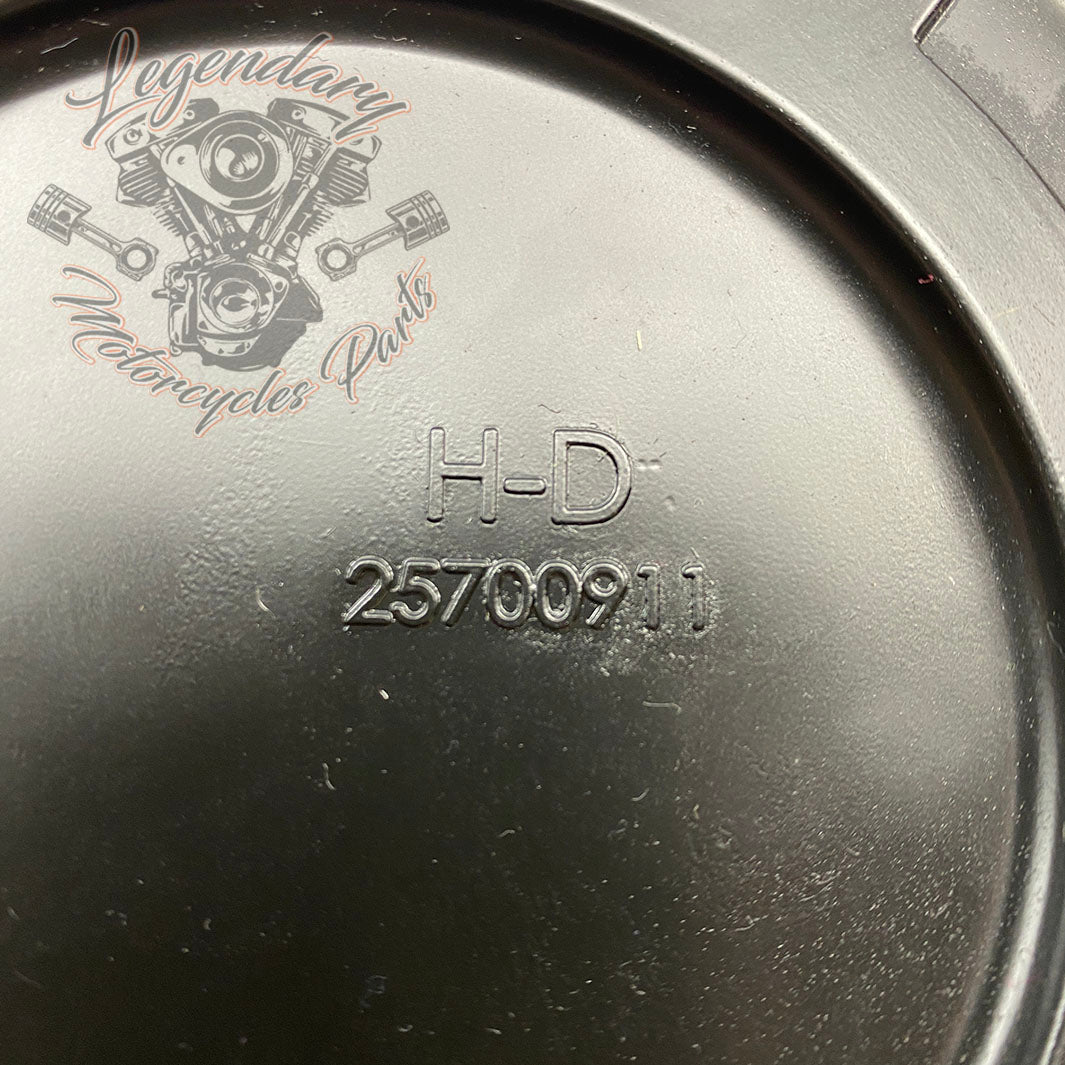 Legendary
Motorcycles Parts
H-D
25700911